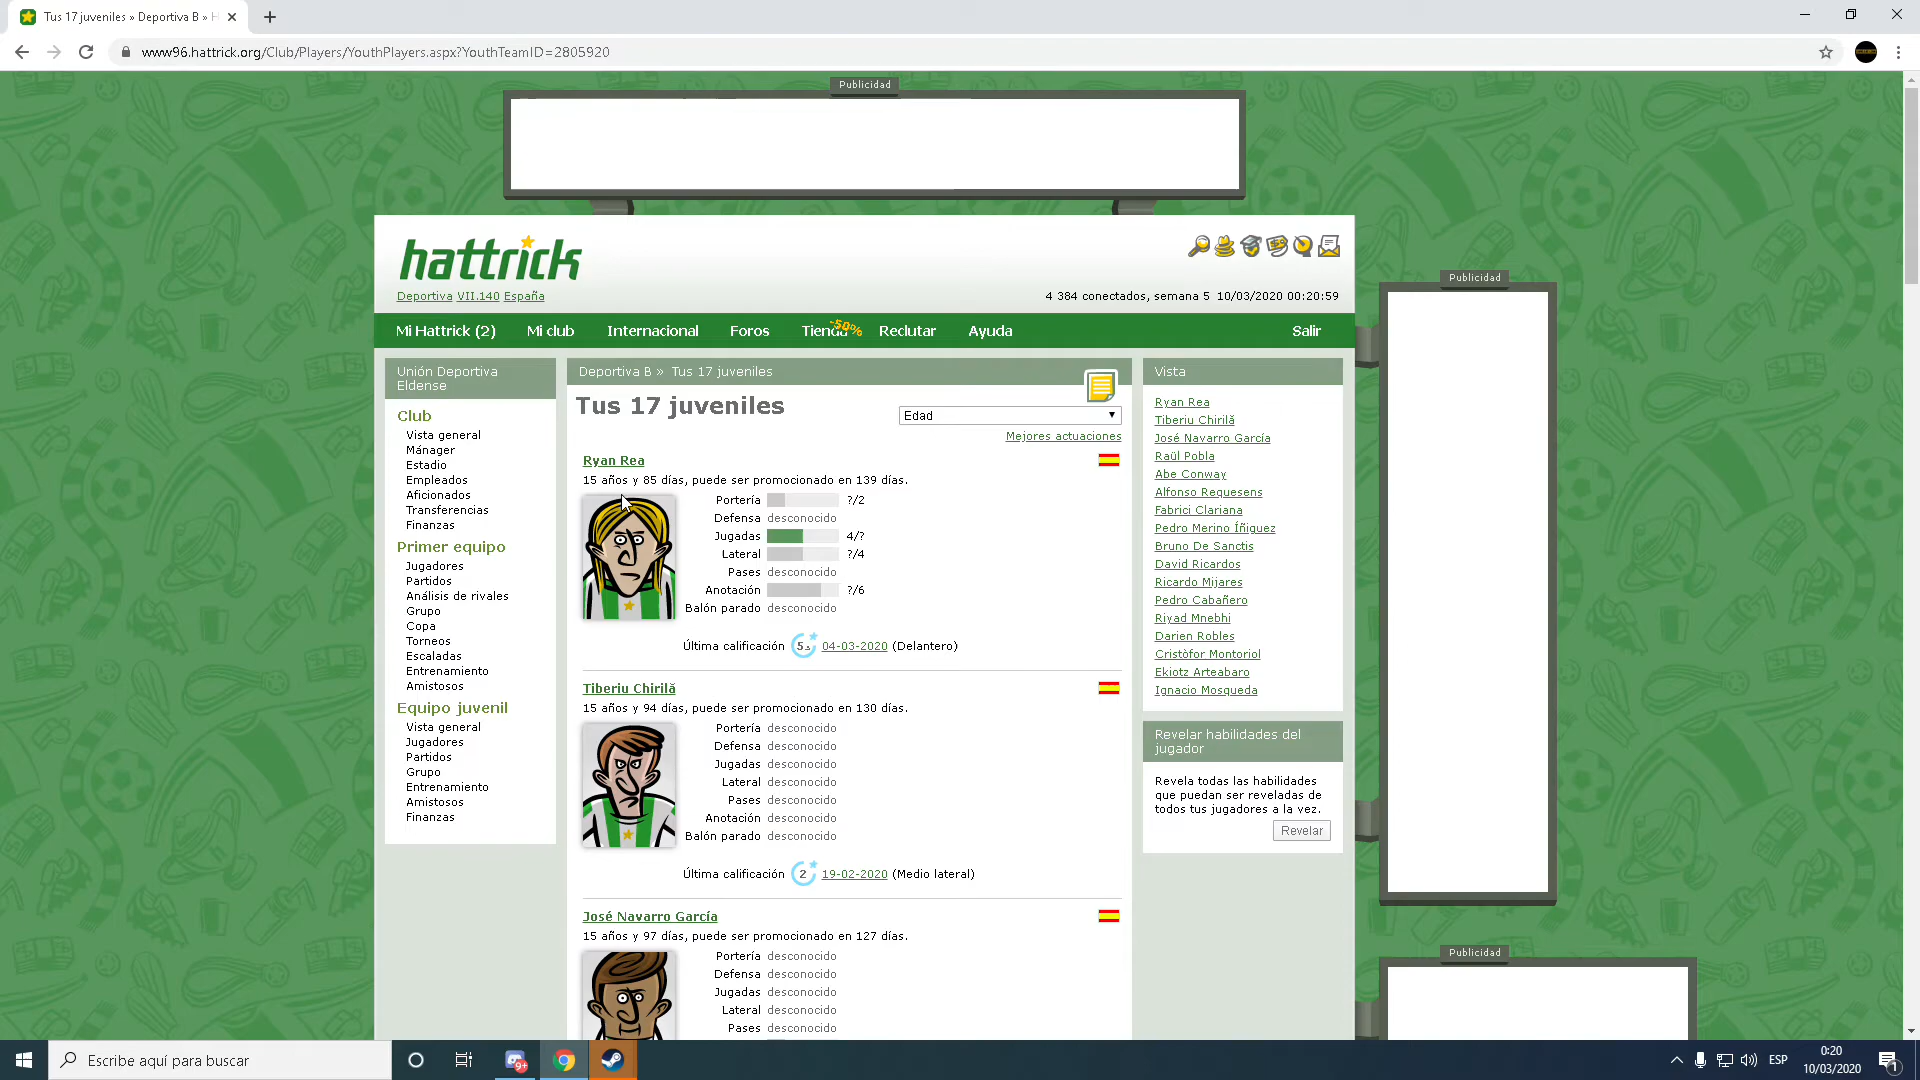 Tus 17 juveniles » Deportiva B » H
www96.hattrick.org/Club/Players/YouthPlayers.aspx?YouthTeamID=2805920
Publicidad
hattrick
Deportiva VII.140 España
4 384 conectados, semana 5 10/03/2020 00:20:59
Publicidad
Mi Hattrick (2) Mi club Internacional Foros Tienda -50% Reclutar Ayuda Salir
Unión Deportiva
Eldense
Club
Vista general
Mánager
Estadio
Empleados
Aficionados
Transferencias
Finanzas
Primer equipo
Jugadores
Partidos
Análisis de rivales
Grupo
Copa
Torneos
Escaladas
Entrenamiento
Amistosos
Equipo juvenil
Vista general
Jugadores
Partidos
Grupo
Entrenamiento
Amistosos
Finanzas
Deportiva B » Tus 17 juveniles
Tus 17 juveniles
Edad
Mejores actuaciones
Ryan Rea
15 años y 85 días, puede ser promocionado en 139 días.
Portería ?/2
Defensa desconocido
Jugadas 4/?
Lateral ?/4
Pases desconocido
Anotación ?/6
Balón parado desconocido
Última calificación 5 04-03-2020 (Delantero)
Tiberiu Chirilă
15 años y 94 días, puede ser promocionado en 130 días.
Portería desconocido
Defensa desconocido
Jugadas desconocido
Lateral desconocido
Pases desconocido
Anotación desconocido
Balón parado desconocido
Última calificación 2 19-02-2020 (Medio lateral)
José Navarro García
15 años y 97 días, puede ser promocionado en 127 días.
Portería desconocido
Defensa desconocido
Jugadas desconocido
Lateral desconocido
Pases desconocido
Vista
Ryan Rea
Tiberiu Chirilă
José Navarro García
Raül Pobla
Abe Conway
Alfonso Requesens
Fabrici Clariana
Pedro Merino Íñiguez
Bruno De Sanctis
David Ricardos
Ricardo Mijares
Pedro Cabañero
Riyad Mnebhi
Darien Robles
Cristòfor Montoriol
Ekiotz Arteabaro
Ignacio Mosqueda
Revelar habilidades del
jugador
Revela todas las habilidades
que puedan ser reveladas de
todos tus jugadores a la vez.
Revelar
Publicidad
Escribe aquí para buscar
9+
ESP
0:20
10/03/2020
1